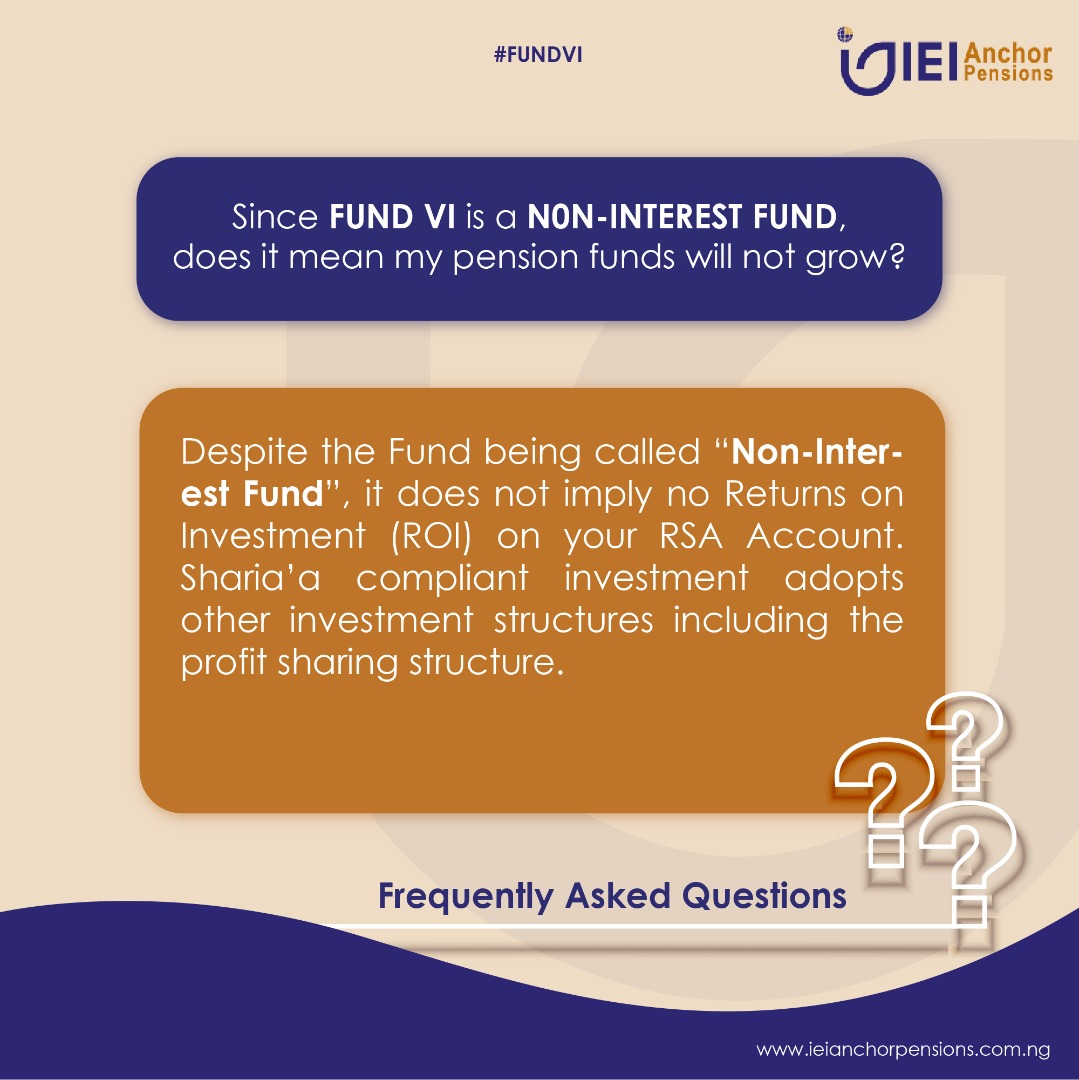 #FUNDVI
IEI Anchor
Pensions
Since FUND VI is a N0N-INTEREST FUND,
does it mean my pension funds will not grow?
Despite the Fund being called “Non-Inter-
est Fund”, it does not imply no Returns on
Investment (ROI) on your RSA Account.
Sharia’a compliant investment adopts
other investment structures including the
profit sharing structure.
???
Frequently Asked Questions
www.ieianchorpensions.com.ng